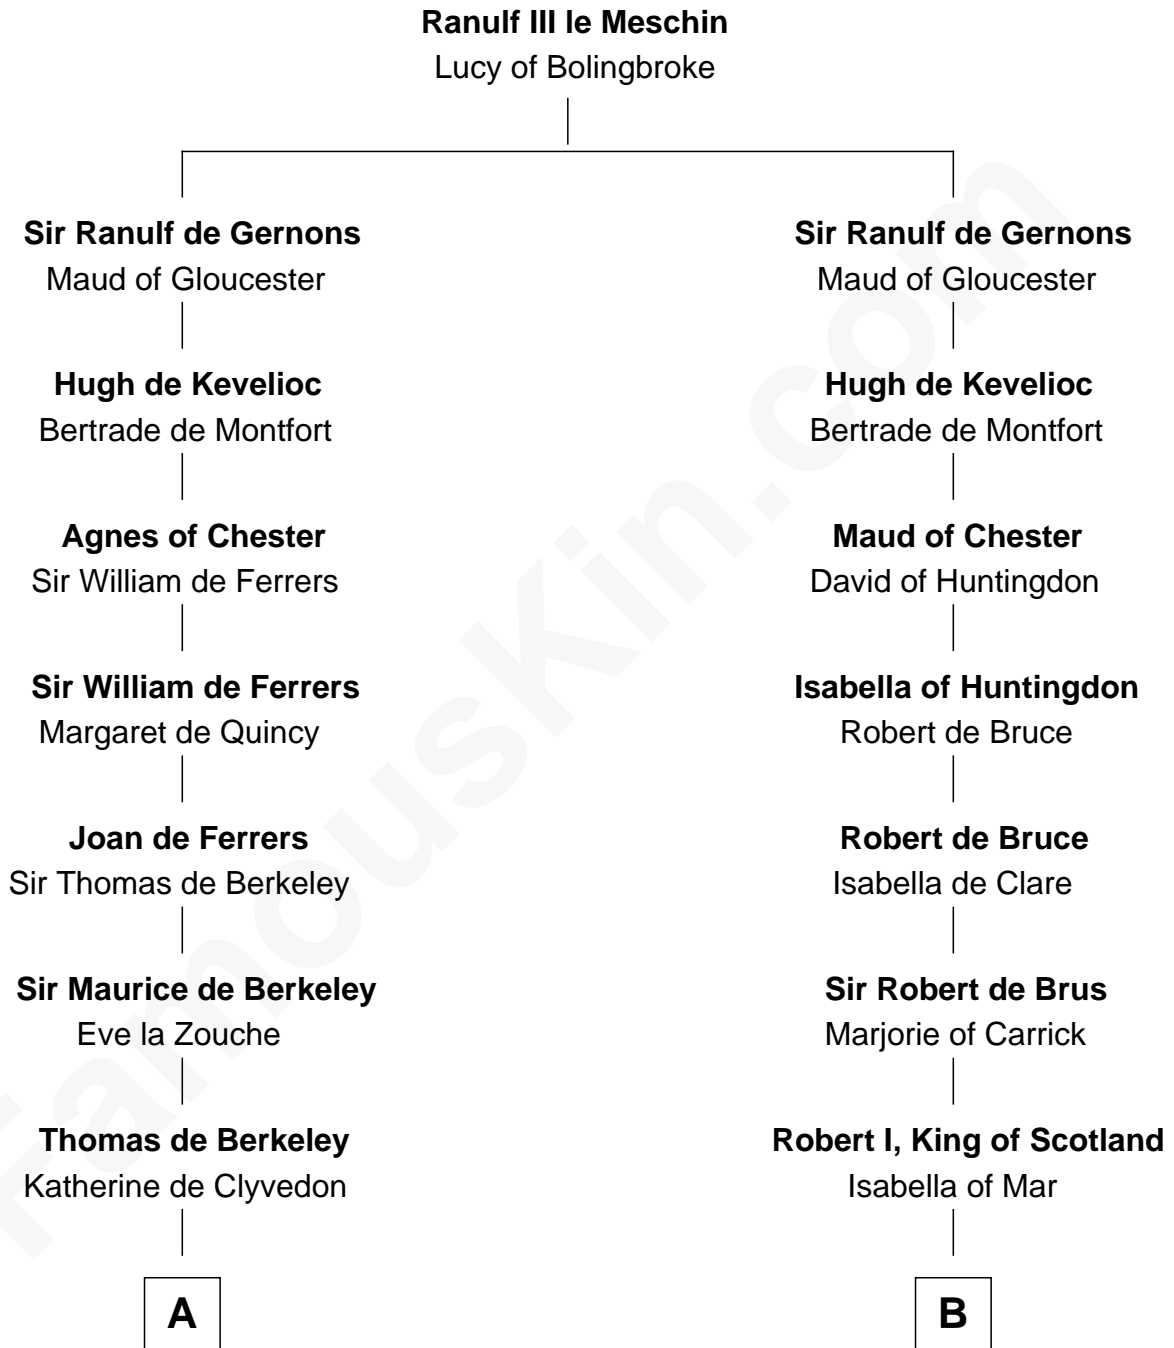 Ranulf III le Meschin
Lucy of Bolingbroke
Sir Ranulf de Gernons
Maud of Gloucester
Sir Ranulf de Gernons
Maud of Gloucester
Hugh de Kevelioc
Bertrade de Montfort
Hugh de Kevelioc
Bertrade de Montfort
Agnes of Chester
Sir William de Ferrers
Maud of Chester
David of Huntingdon
Sir William de Ferrers
Margaret de Quincy
Isabella of Huntingdon
Robert de Bruce
Joan de Ferrers
Sir Thomas de Berkeley
Robert de Bruce
Isabella de Clare
Sir Maurice de Berkeley
Eve la Zouche
Sir Robert de Brus
Marjorie of Carrick
Thomas de Berkeley
Katherine de Clyvedon
Robert I, King of Scotland
Isabella of Mar
A
B
FamousKin.com